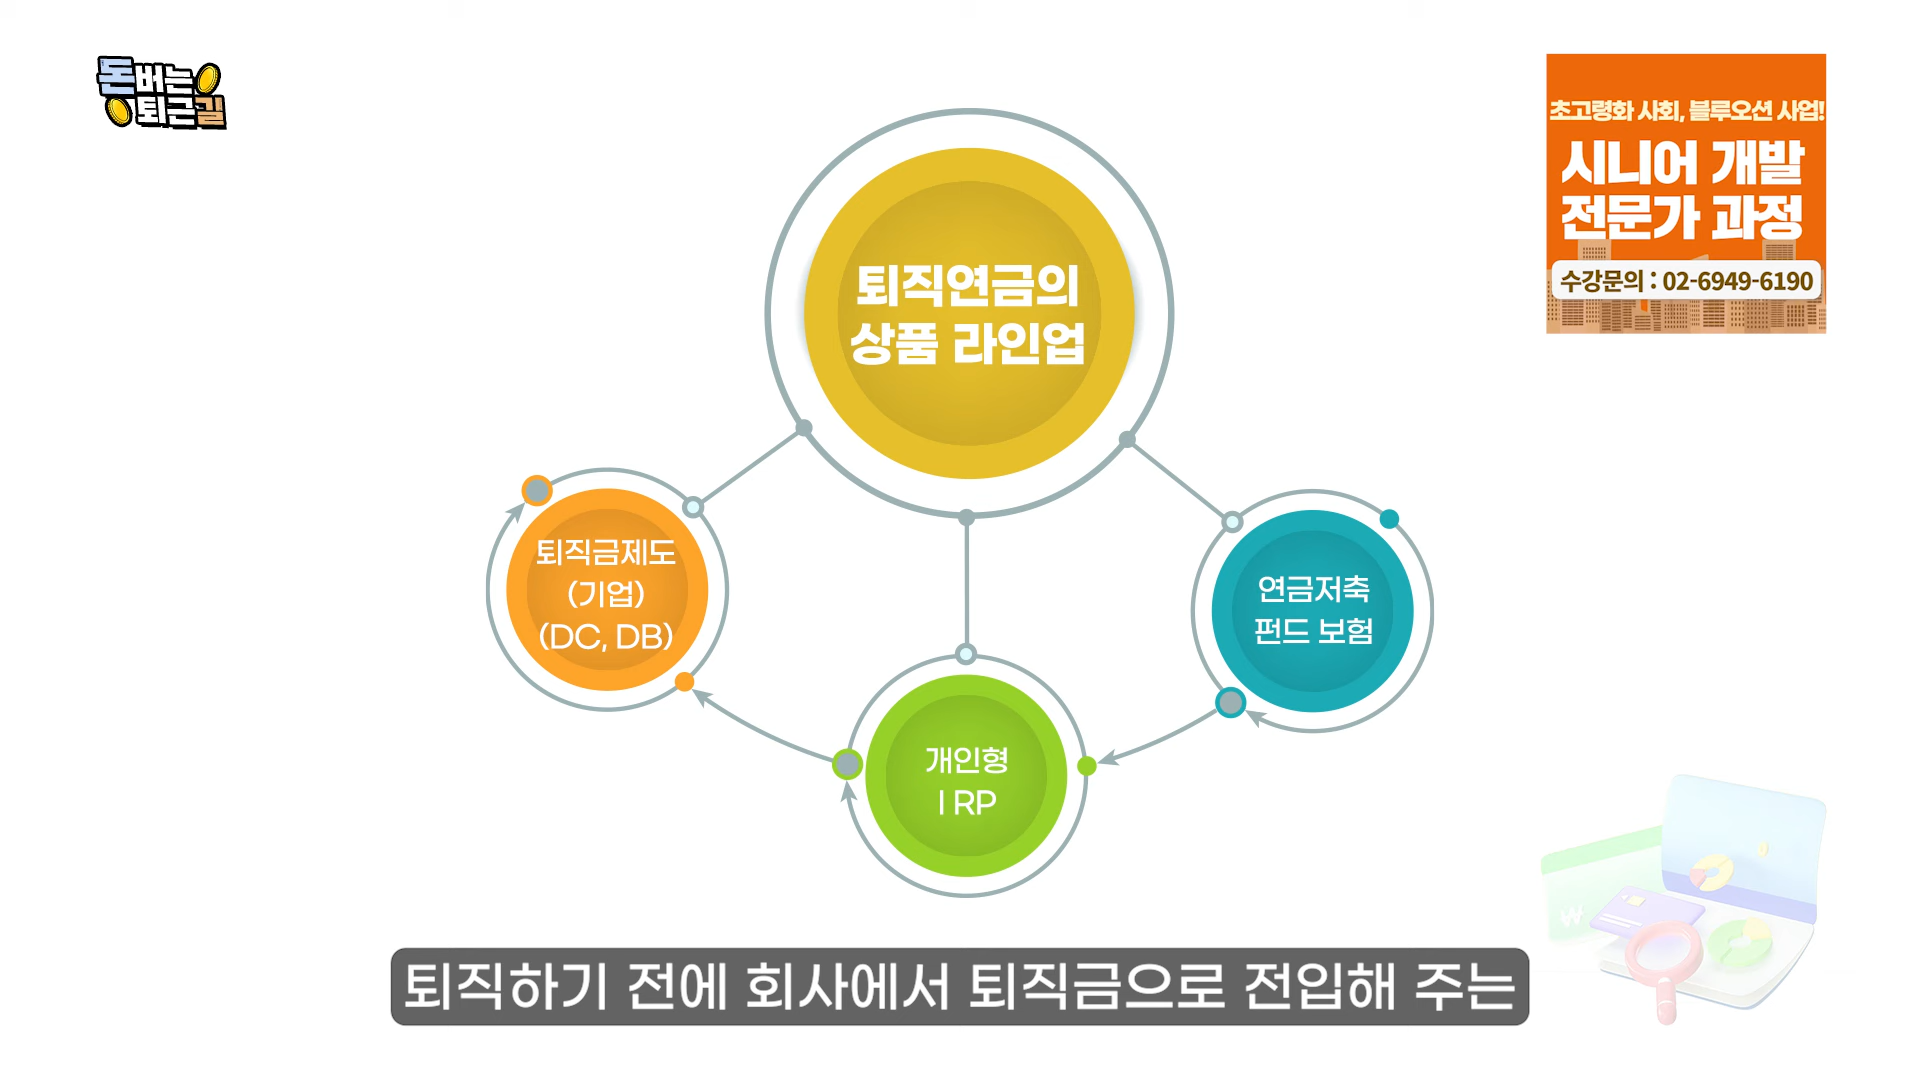 돈버는
퇴근길
초고령화 사회, 블루오션 사업!
시니어 개발
전문가 과정
수강문의 : 02-6949-6190
퇴직연금의
상품 라인업
퇴직금제도
(기업)
(DC, DB)
연금저축
펀드 보험
개인형
I RP
₩
퇴직하기 전에 회사에서 퇴직금으로 전입해 주는